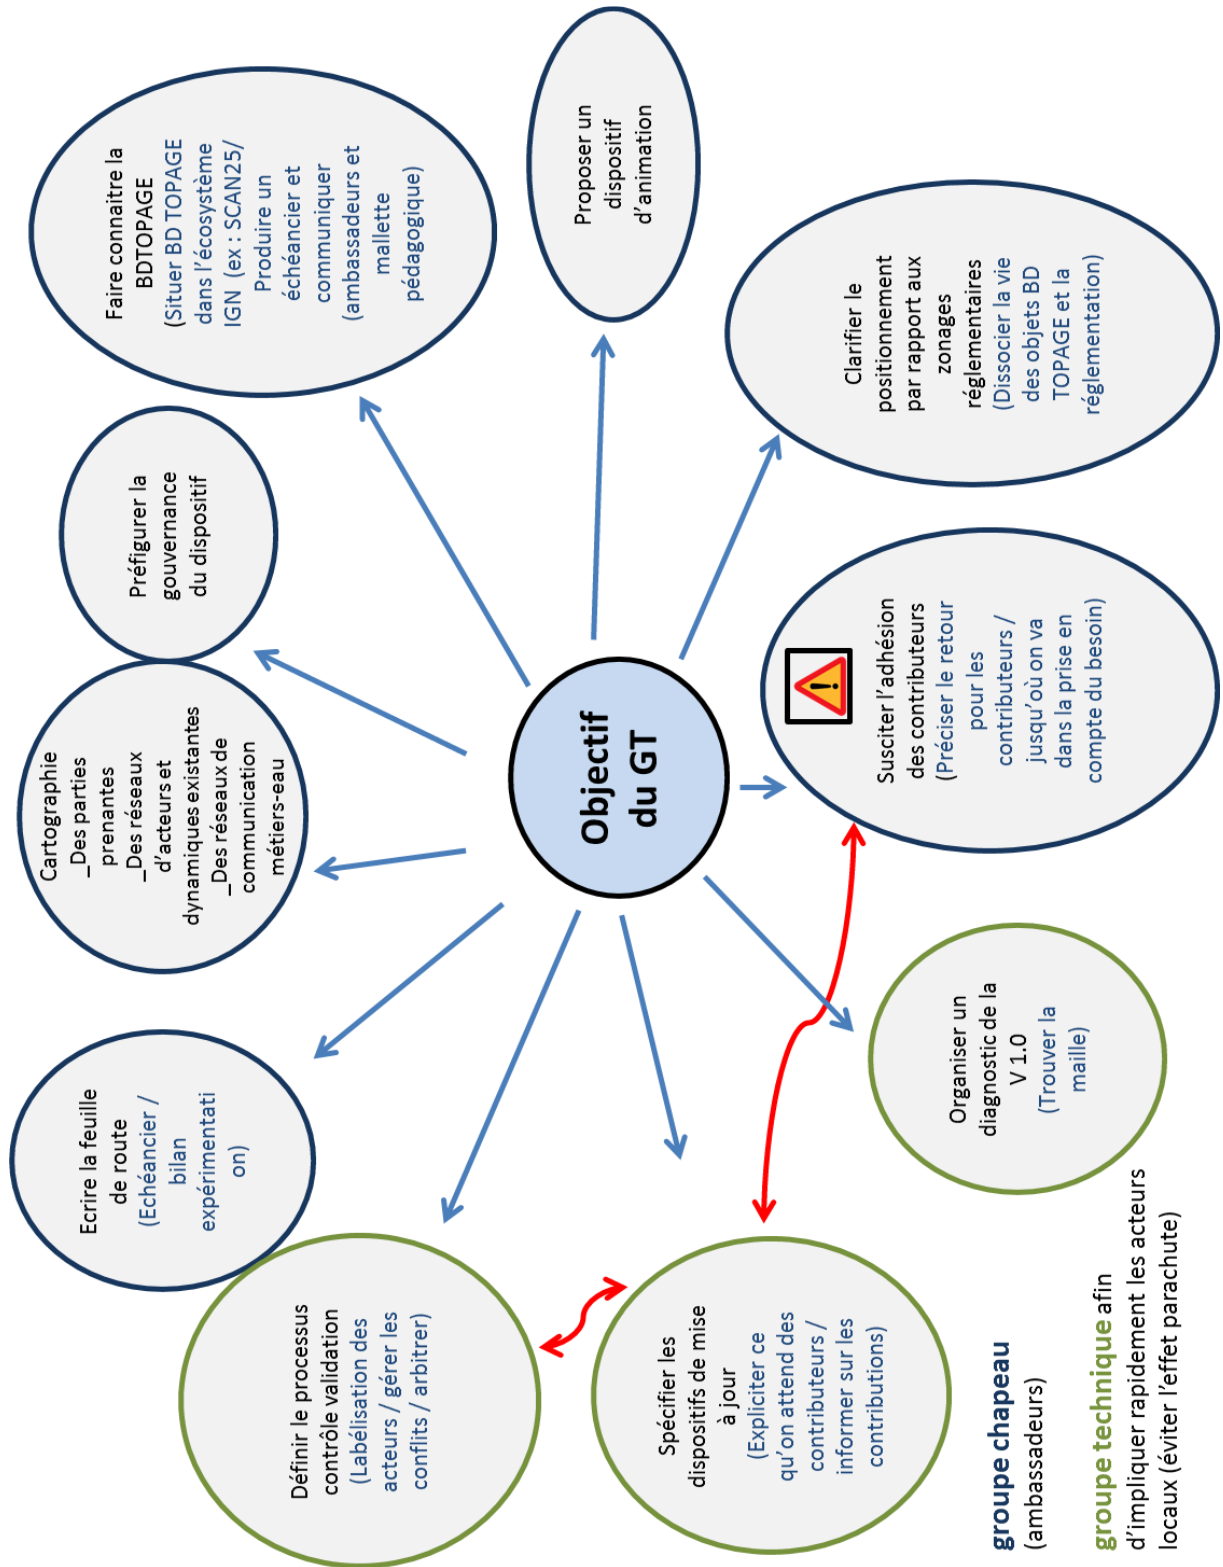 Ecrire la feuille
de route
(Echéancier /
bilan
expérimentati
on)
Cartographie
_Des parties
prenantes
_Des réseaux
d'acteurs et
dynamiques existantes
_Des réseaux de
communication
métiers-eau
Préfigurer la
gouvernance
du dispositif
Faire connaitre la
BDTOPAGE
(Situer BD TOPAGE
dans l'écosystème
IGN (ex : SCAN25/
Produire un
échéancier et
communiquer
(ambassadeurs et
mallette
pédagogique)
Définir le processus
contrôle validation
(Labélisation des
acteurs / gérer les
conflits / arbitrer)
Objectif
du GT
Proposer un
dispositif
d'animation
Spécifier les
dispositifs de mise
à jour
(Expliciter ce
qu'on attend des
contributeurs /
informer sur les
contributions)
Organiser un
diagnostic de la
V 1.0
(Trouver la
maille)
Susciter l'adhésion
des contributeurs
(Préciser le retour
pour les
contributeurs /
jusqu'où on va
dans la prise en
compte du besoin)
Clarifier le
positionnement
par rapport aux
zonages
réglementaires
(Dissocier la vie
des objets BD
TOPAGE et la
réglementation)
groupe chapeau
(ambassadeurs)
groupe technique afin
d'impliquer rapidement les acteurs
locaux (éviter l'effet parachute)